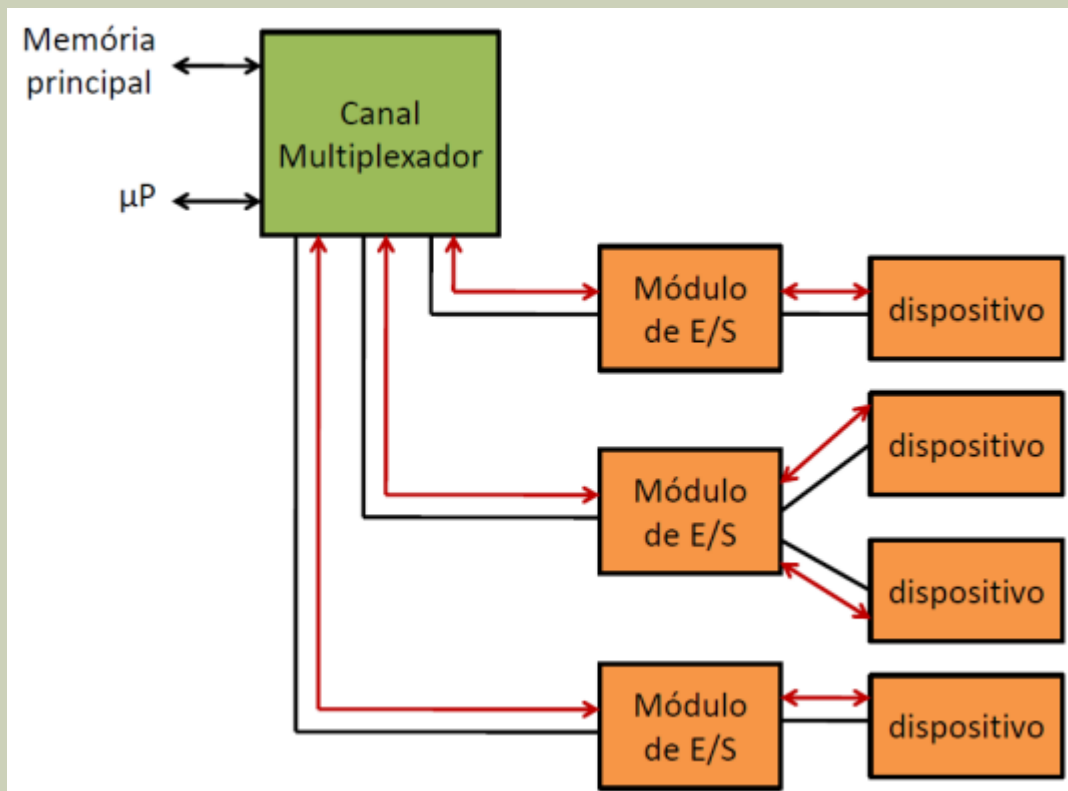 Memória
principal
Canal
Multiplexador
µP
Módulo
de E/S
dispositivo
dispositivo
Módulo
de E/S
dispositivo
Módulo
de E/S
dispositivo